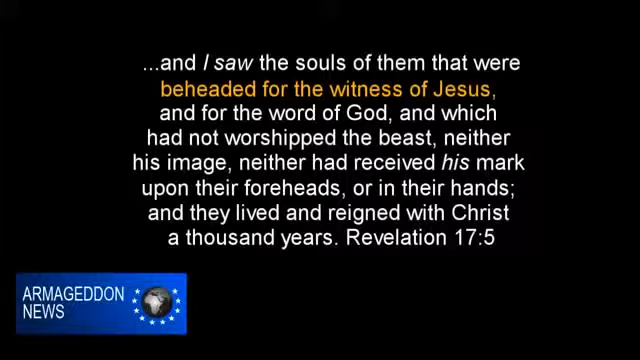 ...and I saw the souls of them that were
beheaded for the witness of Jesus,
and for the word of God, and which
had not worshipped the beast, neither
his image, neither had received his mark
upon their foreheads, or in their hands;
and they lived and reigned with Christ
a thousand years. Revelation 17:5
ARMAGEDDON
NEWS